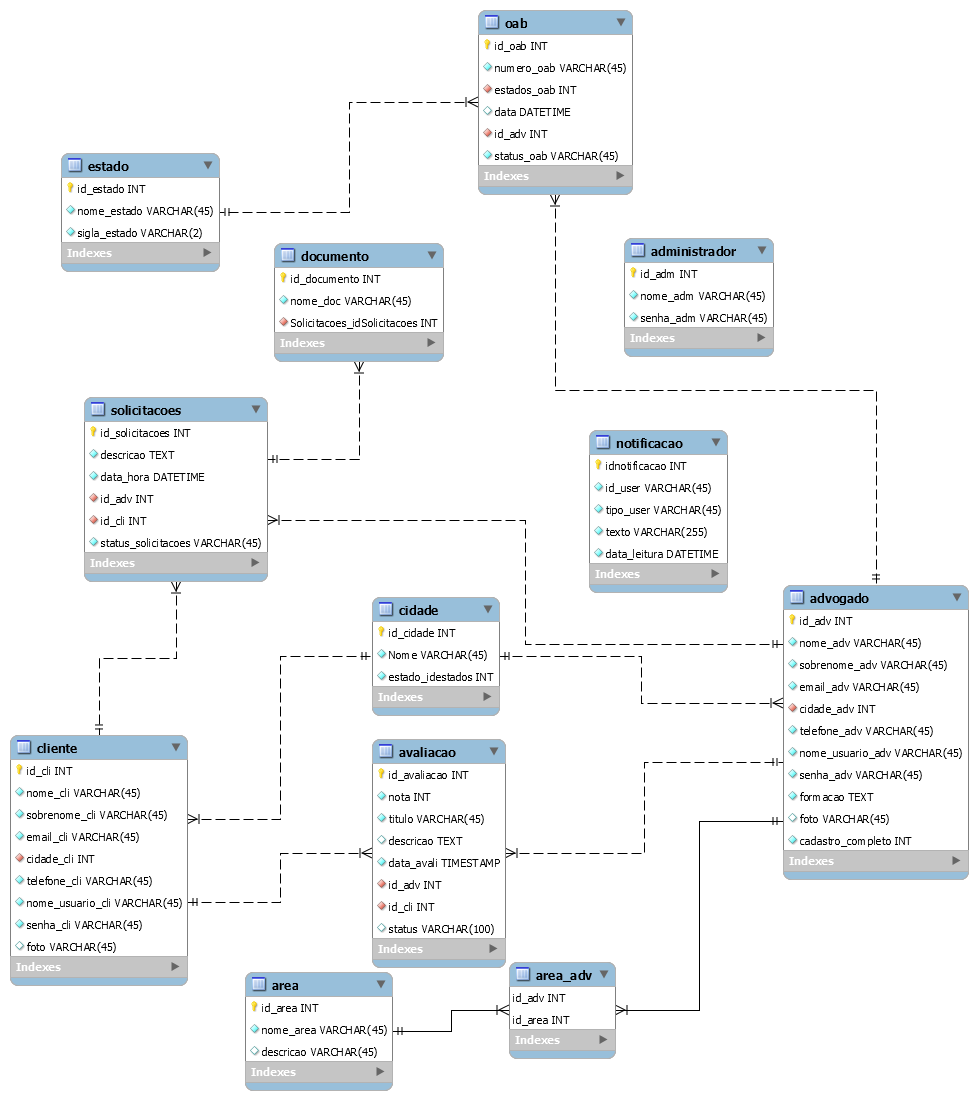 oab
id_oab INT
numero_oab VARCHAR(45)
estados_oab INT
data DATETIME
id_adv INT
status_oab VARCHAR(45)
Indexes
estado
id_estado INT
nome_estado VARCHAR(45)
sigla_estado VARCHAR(2)
Indexes
documento
id_documento INT
nome_doc VARCHAR(45)
Solicitacoes_idSolicitacoes INT
Indexes
administrador
id_adm INT
nome_adm VARCHAR(45)
senha_adm VARCHAR(45)
Indexes
solicitacoes
id_solicitacoes INT
descricao TEXT
data_hora DATETIME
id_adv INT
id_cli INT
status_solicitacoes VARCHAR(45)
Indexes
notificacao
idnotificacao INT
id_user VARCHAR(45)
tipo_user VARCHAR(45)
texto VARCHAR(255)
data_leitura DATETIME
Indexes
cidade
id_cidade INT
Nome VARCHAR(45)
estado_idestados INT
Indexes
advogado
id_adv INT
nome_adv VARCHAR(45)
sobrenome_adv VARCHAR(45)
email_adv VARCHAR(45)
cidade_adv INT
telefone_adv VARCHAR(45)
nome_usuario_adv VARCHAR(45)
senha_adv VARCHAR(45)
formacao TEXT
foto VARCHAR(45)
cadastro_completo INT
Indexes
cliente
id_cli INT
nome_cli VARCHAR(45)
sobrenome_cli VARCHAR(45)
email_cli VARCHAR(45)
cidade_cli INT
telefone_cli VARCHAR(45)
nome_usuario_cli VARCHAR(45)
senha_cli VARCHAR(45)
foto VARCHAR(45)
Indexes
avaliacao
id_avaliacao INT
nota INT
titulo VARCHAR(45)
descricao TEXT
data_avali TIMESTAMP
id_adv INT
id_cli INT
status VARCHAR(100)
Indexes
area
id_area INT
nome_area VARCHAR(45)
descricao VARCHAR(45)
Indexes
area_adv
id_adv INT
id_area INT
Indexes